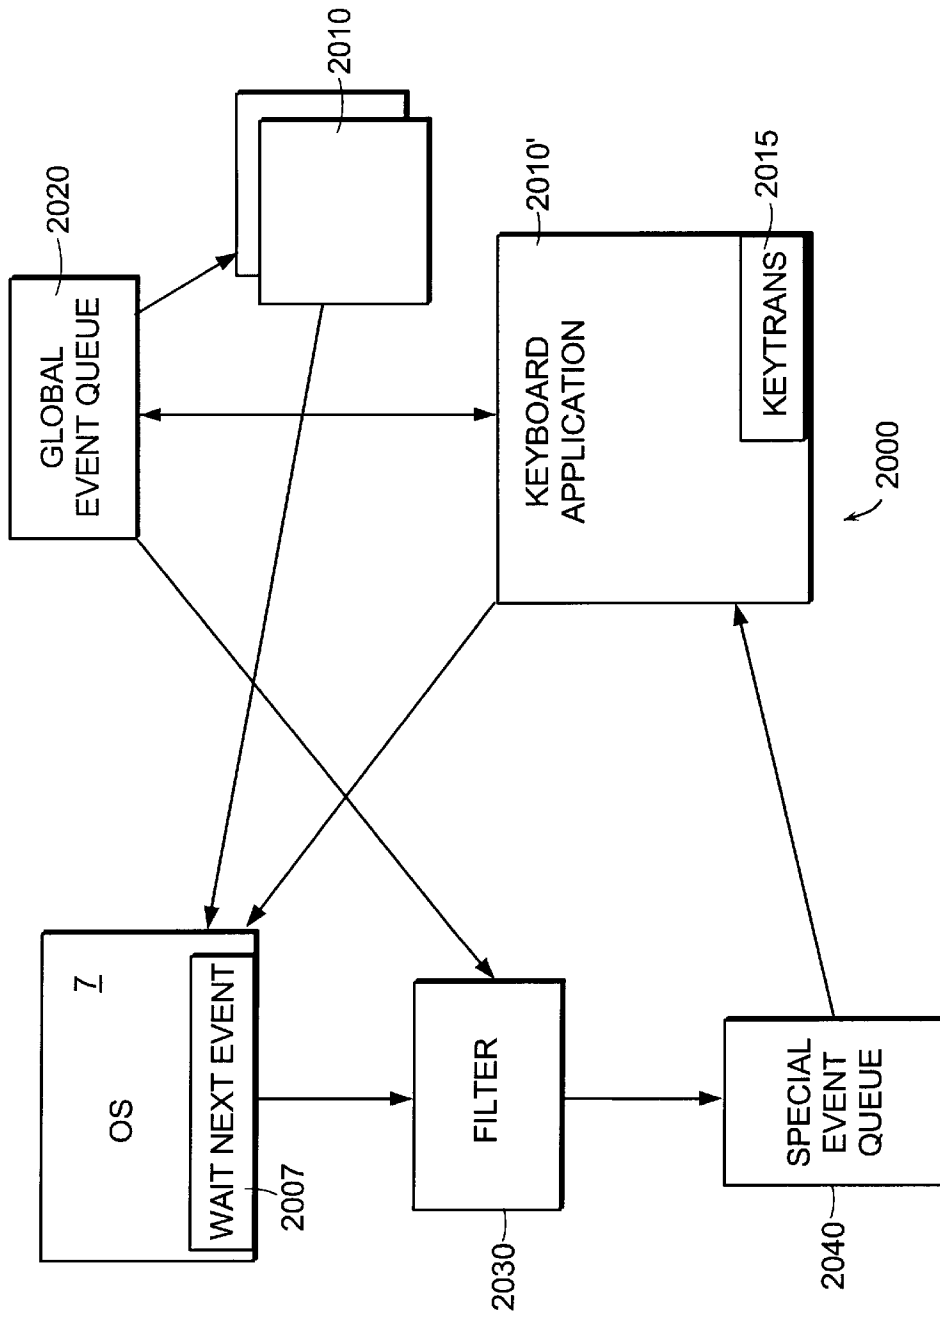 OS
7
WAIT NEXT EVENT
2007
GLOBAL
EVENT QUEUE
2020
2010
FILTER
2030
KEYBOARD
APPLICATION
2010'
KEYTRANS
2015
SPECIAL
EVENT
QUEUE
2040
2000